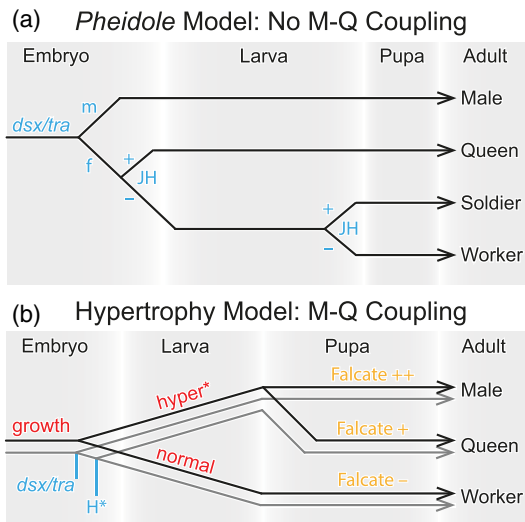 (a) Pheidole Model: No M-Q Coupling
Embryo Larva Pupa Adult
m
Male
dsx/tra
f
+
JH
–
Queen
+
JH
–
Soldier
Worker
(b) Hypertrophy Model: M-Q Coupling
Embryo Larva Pupa Adult
Falcate ++
Male
hyper*
growth
Falcate +
Queen
normal
dsx/tra
H*
Falcate –
Worker